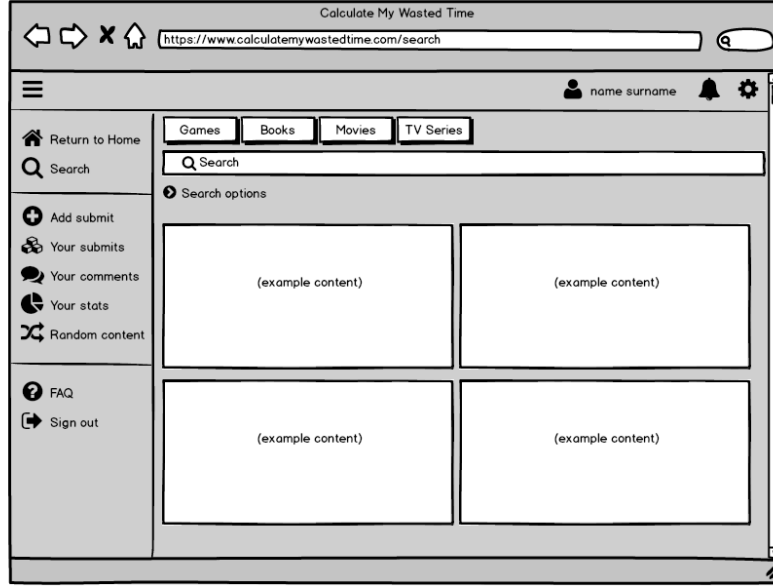 Calculate My Wasted Time
https://www.calculatemywastedtime.com/search
name surname
Return to Home
Search
Add submit
Your submits
Your comments
Your stats
Random content
FAQ
Sign out
Games Books Movies TV Series
Search
Search options
(example content) (example content)
(example content) (example content)